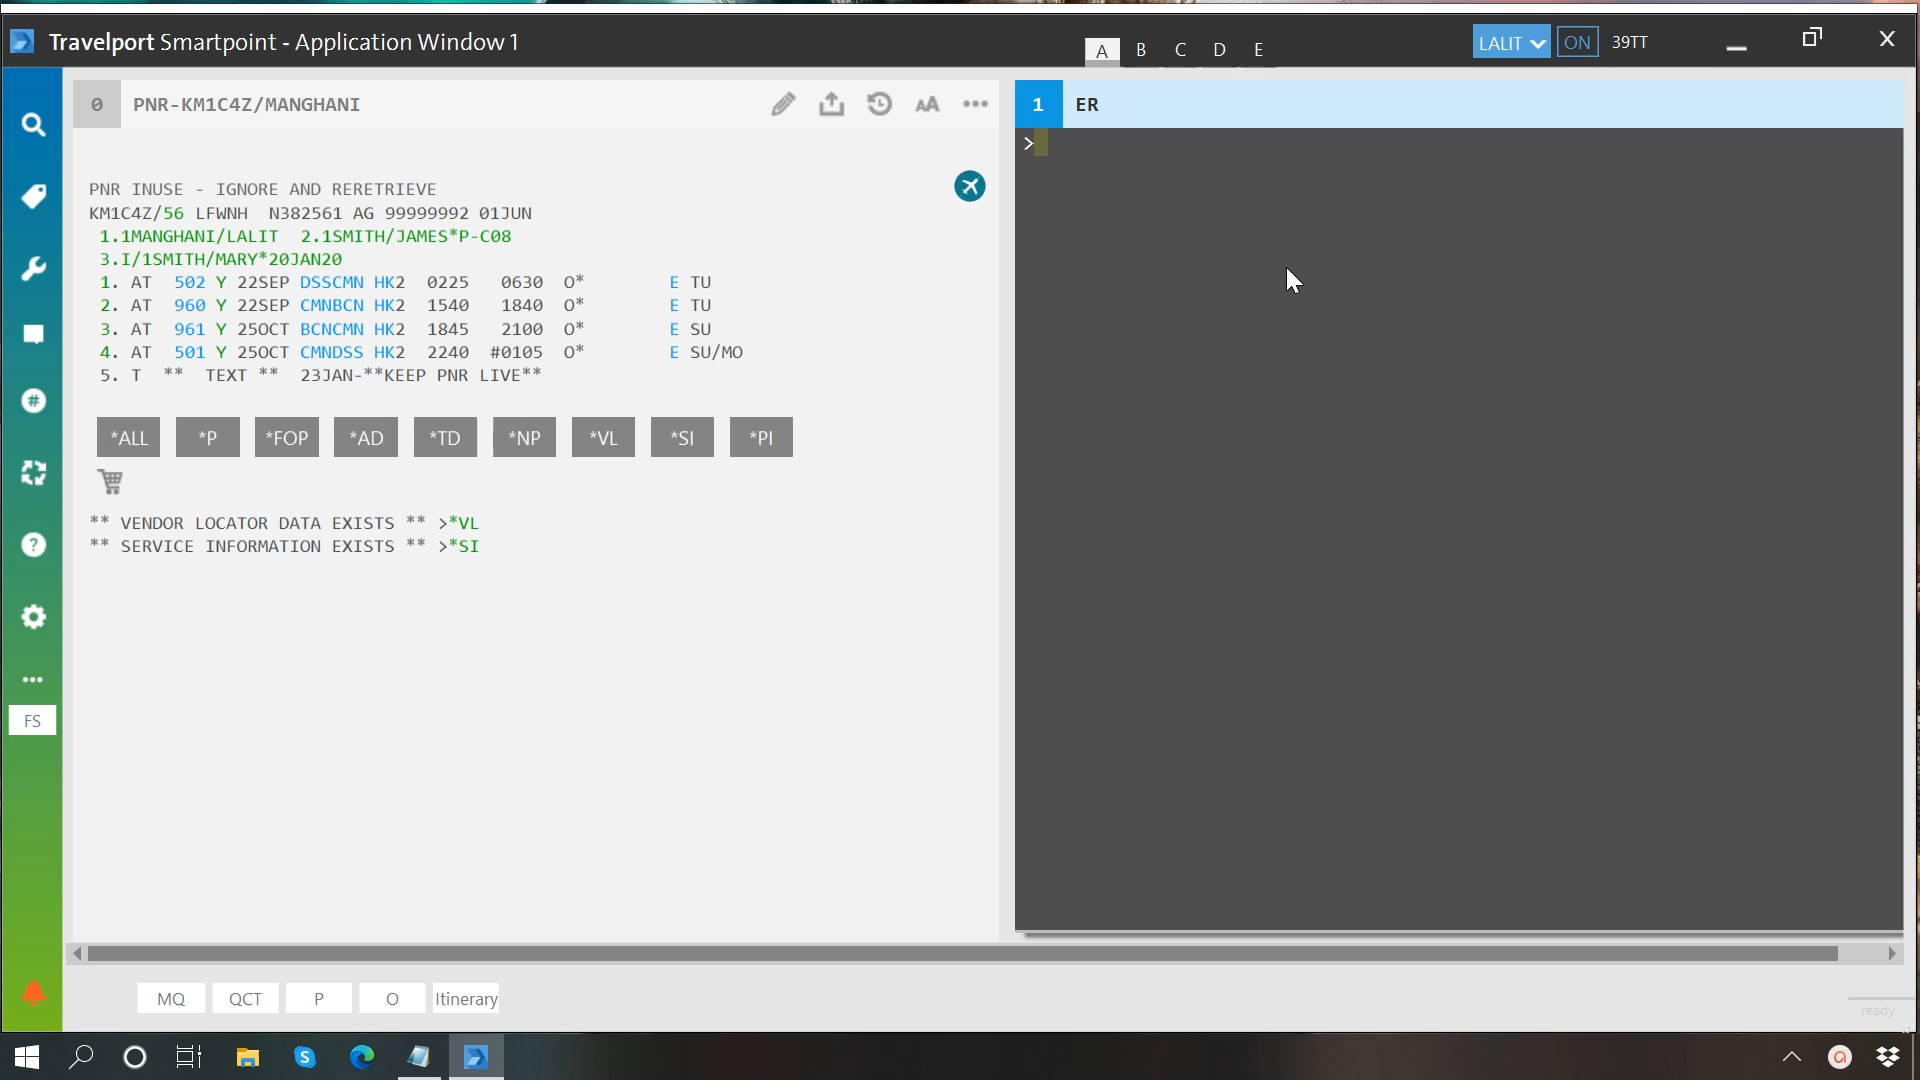 Travelport Smartpoint - Application Window 1
A B C D E
LALIT ON 39TT
0 PNR-KM1C4Z/MANGHANI AA
1 ER
>
PNR INUSE - IGNORE AND RERETRIEVE
KM1C4Z/56 LFWNH N382561 AG 99999992 01JUN
1.1MANGHANI/LALIT 2.1SMITH/JAMES*P-C08
3.I/1SMITH/MARY*20JAN20
1. AT 502 Y 22SEP DSSCMN HK2 0225 0630 O* E TU
2. AT 960 Y 22SEP CMNBCN HK2 1540 1840 O* E TU
3. AT 961 Y 25OCT BCNCMN HK2 1845 2100 O* E SU
4. AT 501 Y 25OCT CMNDSS HK2 2240 #0105 O* E SU/MO
5. T ** TEXT ** 23JAN-**KEEP PNR LIVE**
*ALL *P *FOP *AD *TD *NP *VL *SI *PI
** VENDOR LOCATOR DATA EXISTS ** >*VL
** SERVICE INFORMATION EXISTS ** >*SI
FS
MQ QCT P O Itinerary
ready